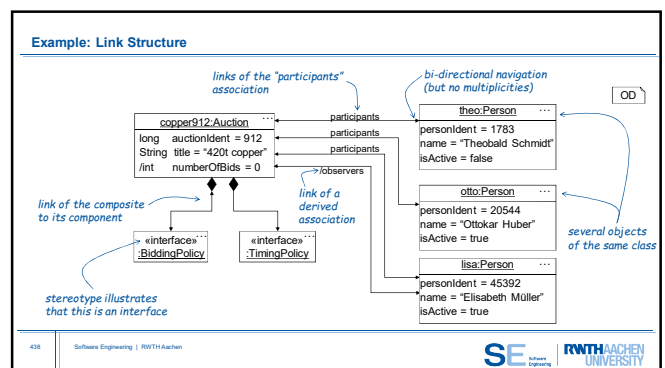 Example: Link Structure
links of the "participants"
association
bi-directional navigation
(but no multiplicities)
OD
copper912:Auction ...
long auctionIdent = 912
String title = "420t copper"
/int numberOfBids = 0
participants
participants
participants
/observers
theo:Person ...
personIdent = 1783
name = "Theobald Schmidt"
isActive = false
link of the composite
to its component
link of a
derived
association
otto:Person ...
personIdent = 20544
name = "Ottokar Huber"
isActive = true
several objects
of the same class
«interface» ...
:BiddingPolicy
«interface» ...
:TimingPolicy
lisa:Person ...
personIdent = 45392
name = "Elisabeth Müller"
isActive = true
stereotype illustrates
that this is an interface
438 Software Engineering | RWTH Aachen
SE Software
Engineering
RWTHAACHEN
UNIVERSITY